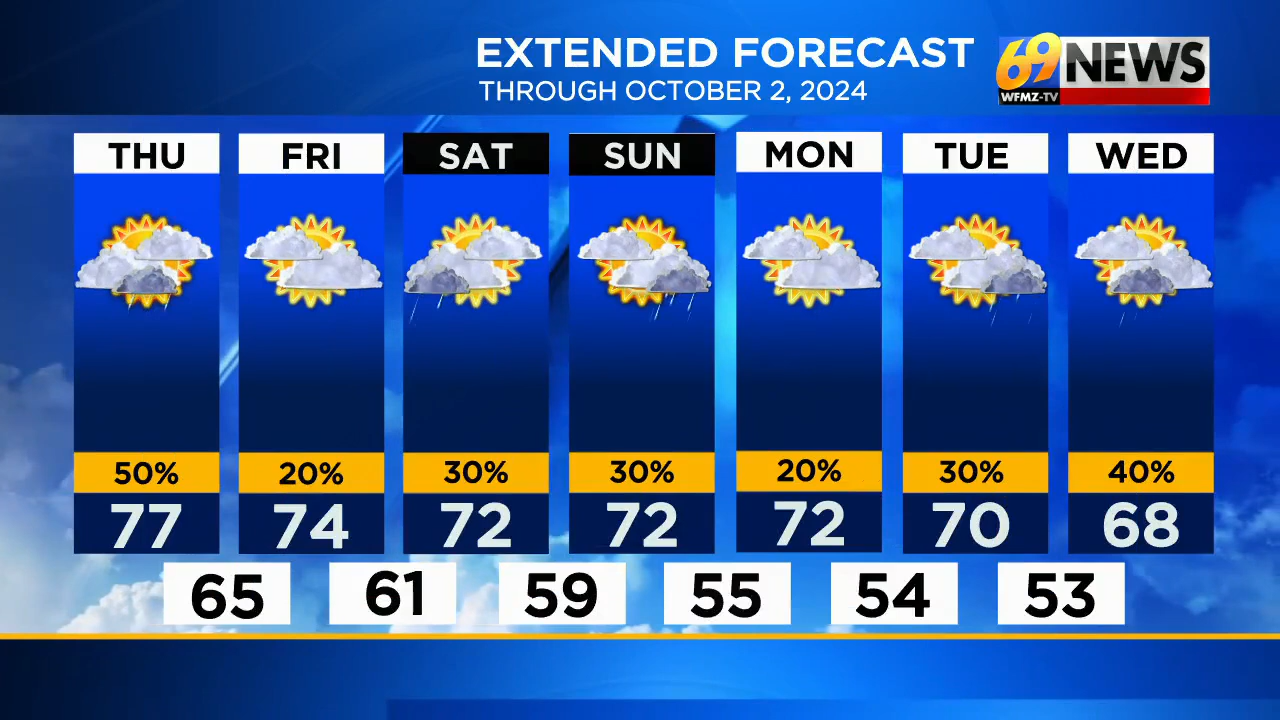 EXTENDED FORECAST
THROUGH OCTOBER 2, 2024
69 NEWS
WFMZ-TV
THU FRI SAT SUN MON TUE WED
50% 20% 30% 30% 20% 30% 40%
77 74 72 72 72 70 68
65 61 59 55 54 53